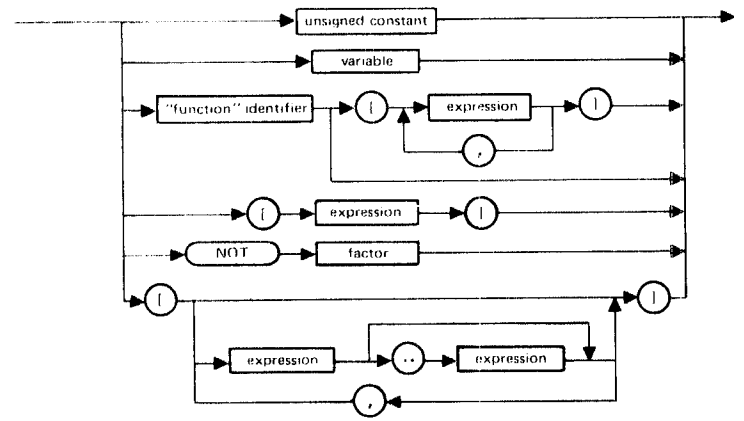 unsigned constant
variable
"function" identifier ( expression )
,
( expression )
NOT factor
[ ]
expression .. expression
,